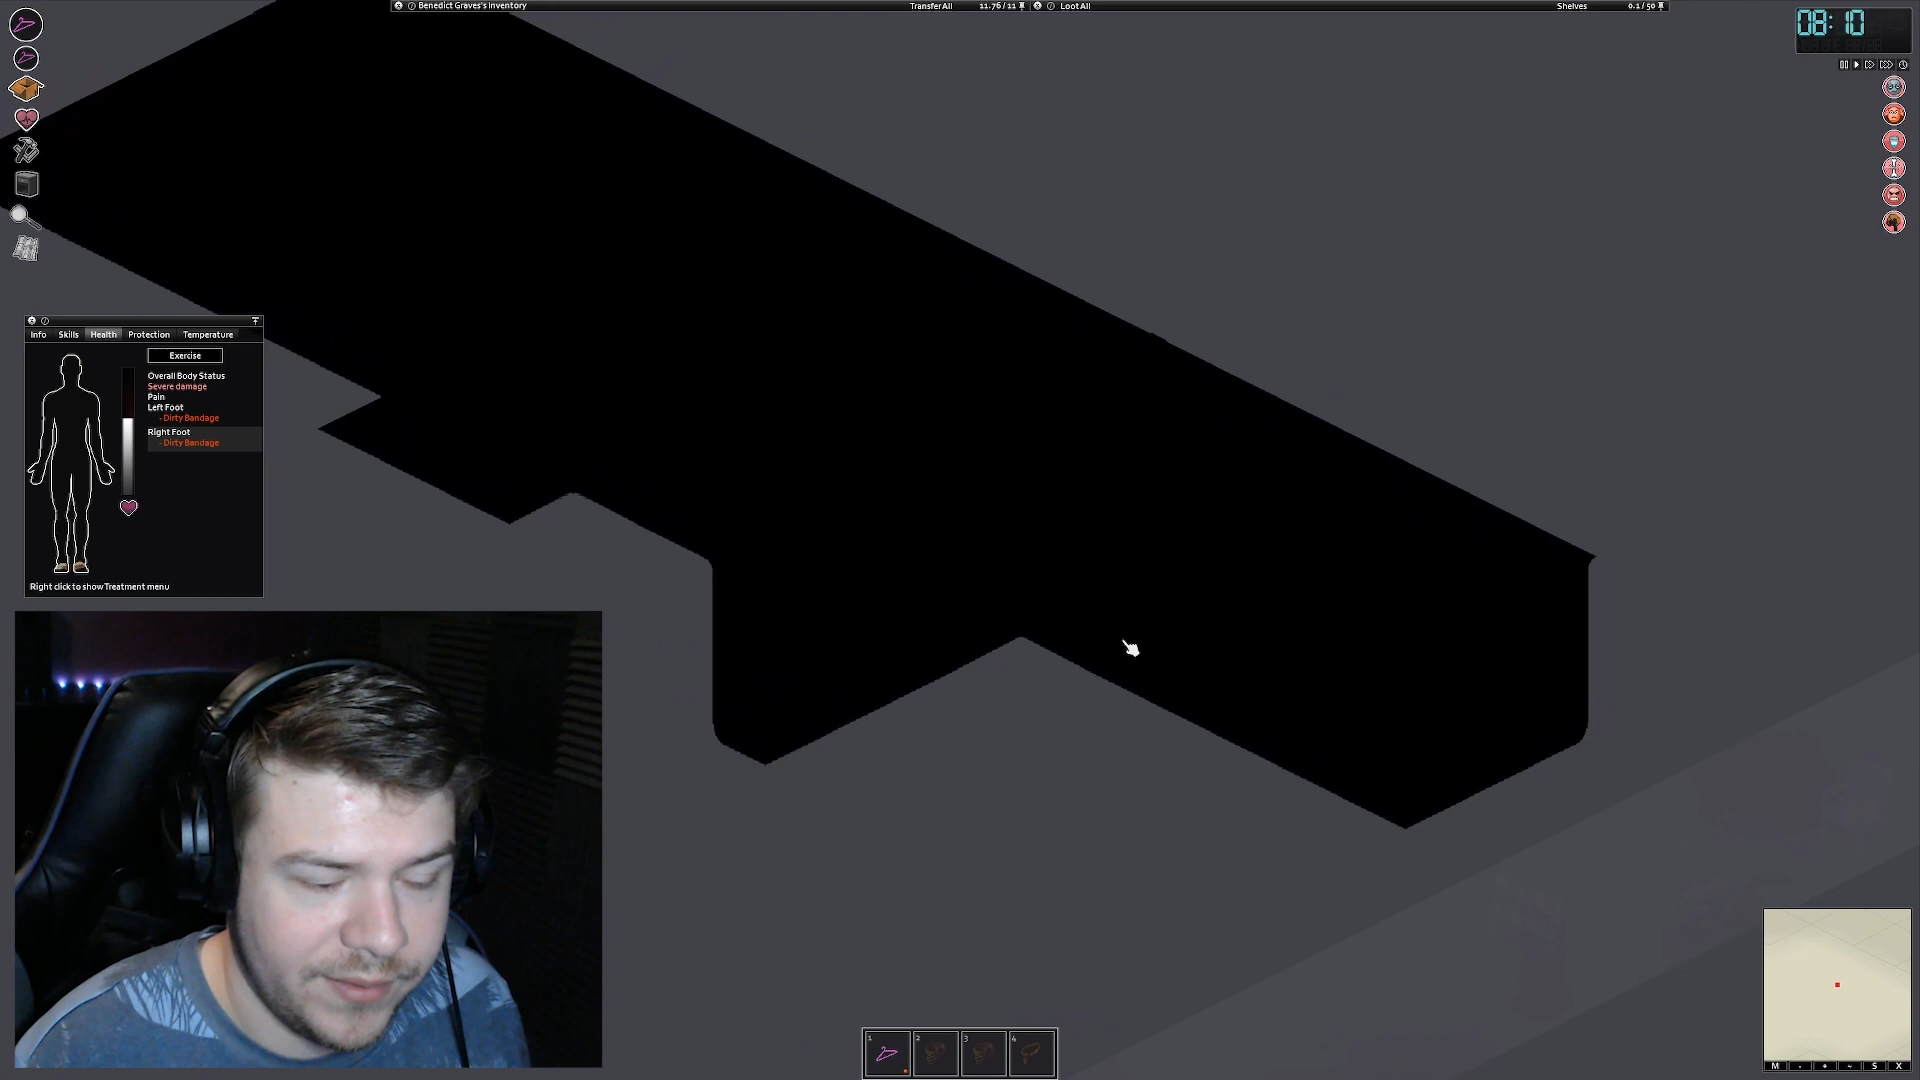 Benedict Graves's Inventory Transfer All 11.76 / 11 Loot All Shelves 0.1 / 50
08:10
Info Skills Health Protection Temperature
Exercise
Overall Body Status
Severe damage
Pain
Left Foot
- Dirty Bandage
Right Foot
- Dirty Bandage
Right click to show Treatment menu
1 2 3 4
M - + ~ S X